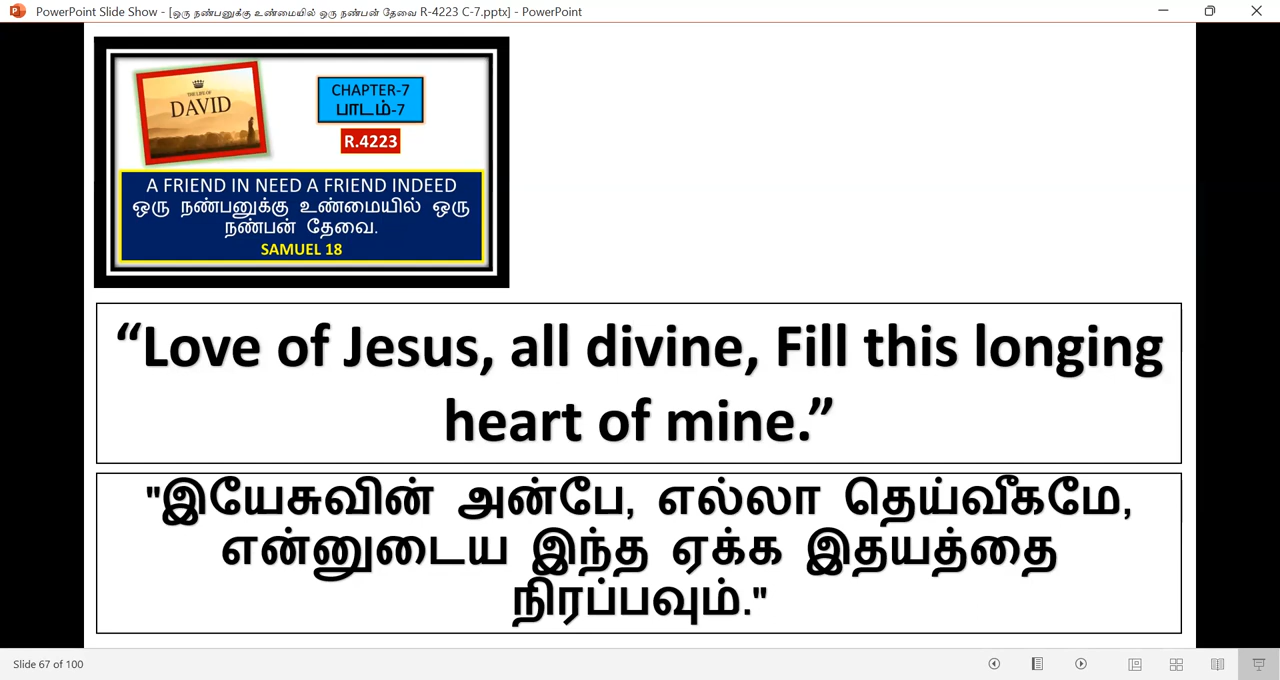 PowerPoint Slide Show - [ஒரு நண்பனுக்கு உண்மையில் ஒரு நண்பன் தேவை R-4223 C-7.pptx] - PowerPoint
THE LIFE OF
DAVID
CHAPTER-7
பாடம்-7
R.4223
A FRIEND IN NEED A FRIEND INDEED
ஒரு நண்பனுக்கு உண்மையில் ஒரு
நண்பன் தேவை.
SAMUEL 18
“Love of Jesus, all divine, Fill this longing
heart of mine.”
"இயேசுவின் அன்பே, எல்லா தெய்வீகமே,
என்னுடைய இந்த ஏக்க இதயத்தை
நிரப்பவும்."
Slide 67 of 100